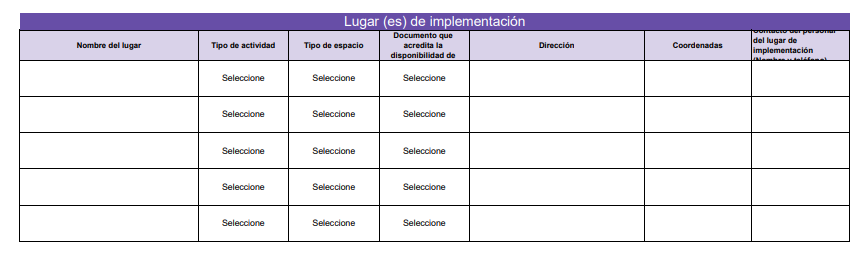 Lugar (es) de implementación
Nombre del lugar Tipo de actividad Tipo de espacio Documento que acredita la disponibilidad de Dirección Coordenadas Contacto del personal del lugar de implementación (Nombre y teléfono)
Seleccione Seleccione Seleccione
Seleccione Seleccione Seleccione
Seleccione Seleccione Seleccione
Seleccione Seleccione Seleccione
Seleccione Seleccione Seleccione